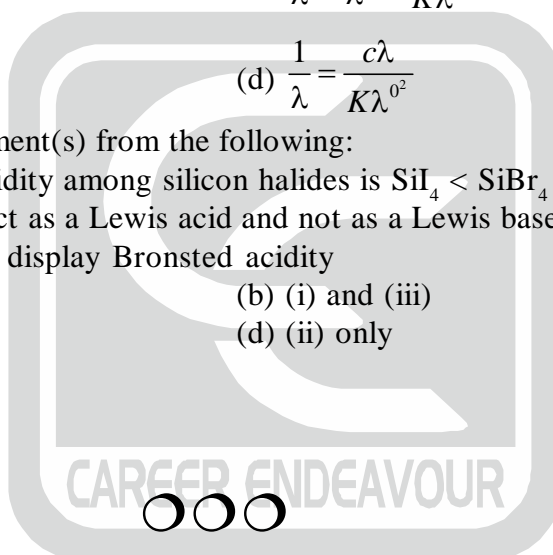 (d) 1/λ = cλ/Kλ^0^2
ment(s) from the following:
idity among silicon halides is SiI₄ < SiBr₄
ct as a Lewis acid and not as a Lewis base
display Bronsted acidity
(b) (i) and (iii)
(d) (ii) only
CAREER ENDEAVOUR